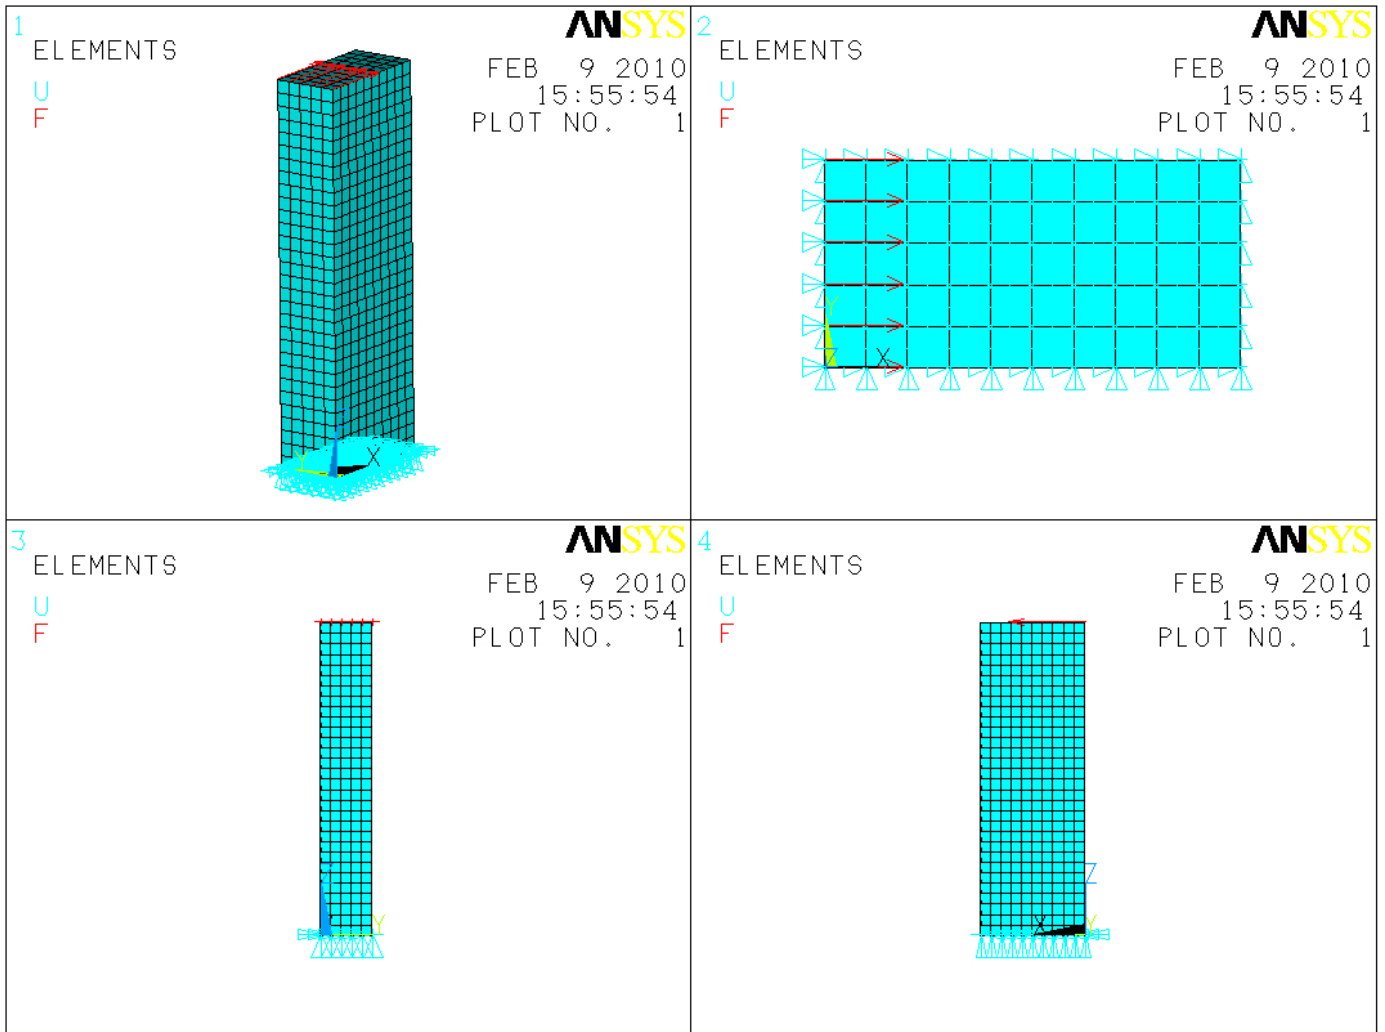 1
ANSYS
ELEMENTS
FEB 9 2010
U
15:55:54
F
PLOT NO. 1
Y
X
2
ANSYS
ELEMENTS
FEB 9 2010
U
15:55:54
F
PLOT NO. 1
Y
Z
X
3
ANSYS
ELEMENTS
FEB 9 2010
U
15:55:54
F
PLOT NO. 1
Y
4
ANSYS
ELEMENTS
FEB 9 2010
U
15:55:54
F
PLOT NO. 1
Z
X
Y